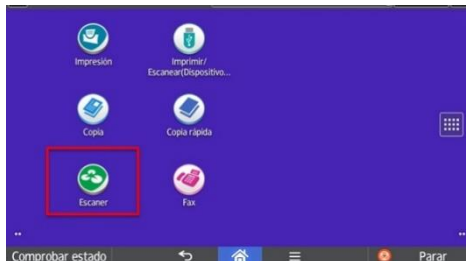 Impresión
Imprimir/
Escanear(Dispositivo...
Copia
Copia rápida
Escaner
Fax
Comprobar estado
Parar